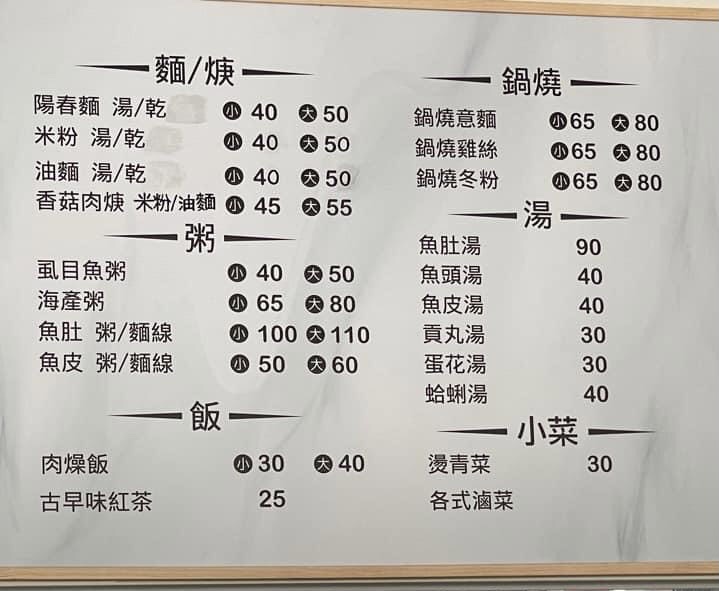 麵/焿
陽春麵 湯/乾 小 40 大 50
米粉 湯/乾 小 40 大 50
油麵 湯/乾 小 40 大 50
香菇肉焿 米粉/油麵 小 45 大 55
粥
虱目魚粥 小 40 大 50
海產粥 小 65 大 80
魚肚 粥/麵線 小 100 大 110
魚皮 粥/麵線 小 50 大 60
飯
肉燥飯 小 30 大 40
古早味紅茶 25
鍋燒
鍋燒意麵 小 65 大 80
鍋燒雞絲 小 65 大 80
鍋燒冬粉 小 65 大 80
湯
魚肚湯 90
魚頭湯 40
魚皮湯 40
貢丸湯 30
蛋花湯 30
蛤蜊湯 40
小菜
燙青菜 30
各式滷菜